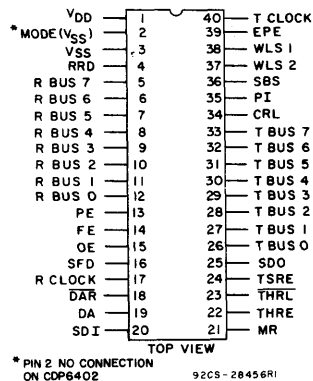 VDD 1 40 T CLOCK
*MODE(VSS) 2 39 EPE
VSS 3 38 WLS 1
RRD 4 37 WLS 2
R BUS 7 5 36 SBS
R BUS 6 6 35 PI
R BUS 5 7 34 CRL
R BUS 4 8 33 T BUS 7
R BUS 3 9 32 T BUS 6
R BUS 2 10 31 T BUS 5
R BUS 1 11 30 T BUS 4
R BUS 0 12 29 T BUS 3
PE 13 28 T BUS 2
FE 14 27 T BUS 1
OE 15 26 T BUS 0
SFD 16 25 SDO
R CLOCK 17 24 TSRE
D̅A̅R̅ 18 23 T̅H̅R̅L̅
DA 19 22 THRE
SDI 20 21 MR
TOP VIEW
* PIN 2 NO CONNECTION
ON CDP6402
92CS-28456R1